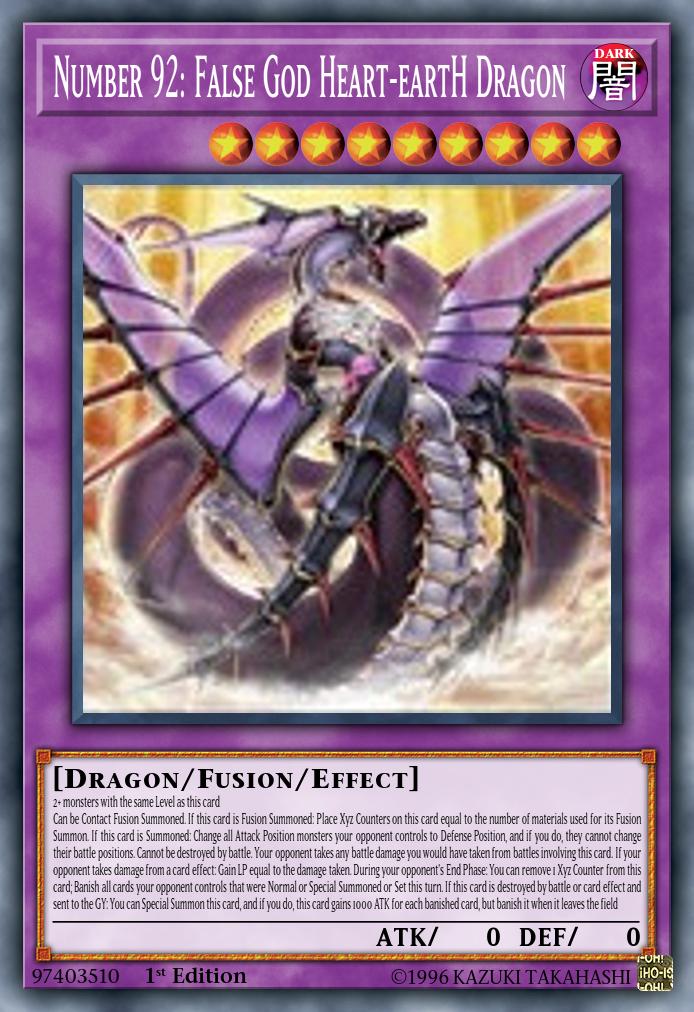 NUMBER 92: FALSE GOD HEART-EARTH DRAGON
DARK
闇
[DRAGON/FUSION/EFFECT]
2+ monsters with the same Level as this card
Can be Contact Fusion Summoned. If this card is Fusion Summoned: Place Xyz Counters on this card equal to the number of materials used for its Fusion
Summon. If this card is Summoned: Change all Attack Position monsters your opponent controls to Defense Position, and if you do, they cannot change
their battle positions. Cannot be destroyed by battle. Your opponent takes any battle damage you would have taken from battles involving this card. If your
opponent takes damage from a card effect: Gain LP equal to the damage taken. During your opponent's End Phase: You can remove 1 Xyz Counter from this
card; Banish all cards your opponent controls that were Normal or Special Summoned or Set this turn. If this card is destroyed by battle or card effect and
sent to the GY: You can Special Summon this card, and if you do, this card gains 1000 ATK for each banished card, but banish it when it leaves the field
ATK/ 0 DEF/ 0
97403510 1st Edition ©1996 KAZUKI TAKAHASHI